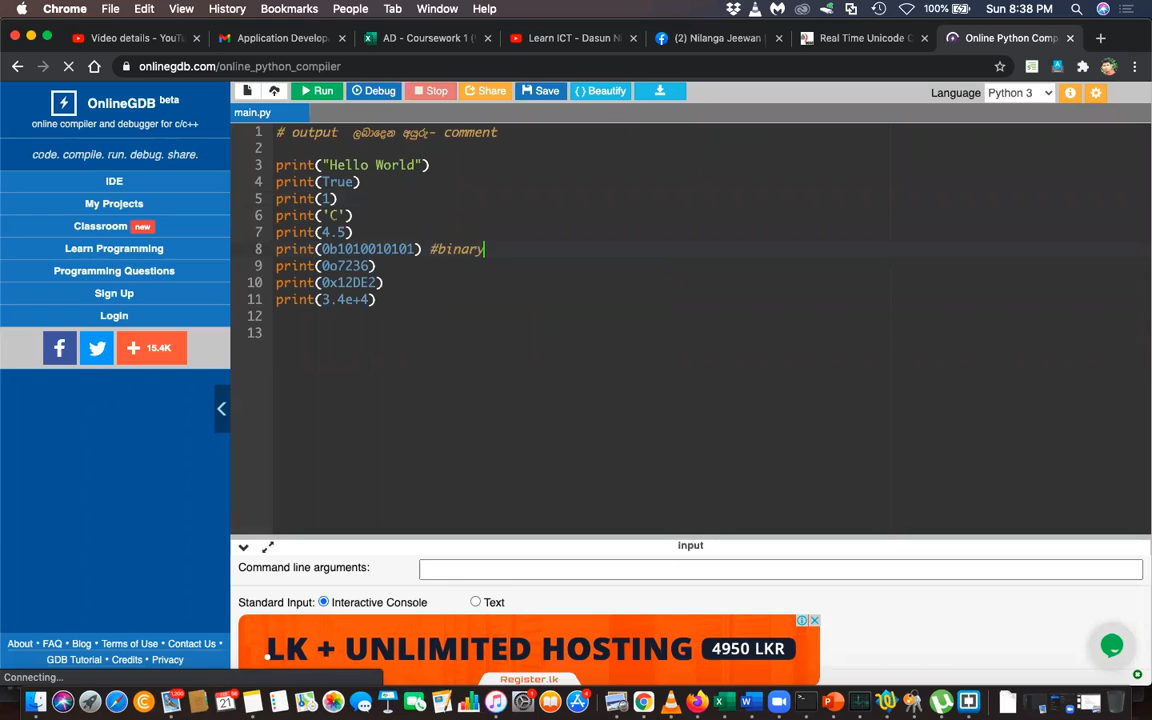 Chrome File Edit View History Bookmarks People Tab Window Help 100% Sun 8:38 PM
Video details - YouTu Gmail Application Develop AD - Coursework 1 ( Learn ICT - Dasun Ni (2) Nilanga Jeewan Real Time Unicode C Online Python Comp
onlinegdb.com/online_python_compiler
OnlineGDB beta
online compiler and debugger for c/c++
code. compile. run. debug. share.
IDE
My Projects
Classroom new
Learn Programming
Programming Questions
Sign Up
Login
15.4K
About • FAQ • Blog • Terms of Use • Contact Us •
GDB Tutorial • Credits • Privacy
Connecting...
Run Debug Stop Share Save { } Beautify
Language Python 3
main.py
1 # output ලබාදෙන අයුරු- comment
2
3 print("Hello World")
4 print(True)
5 print(1)
6 print('C')
7 print(4.5)
8 print(0b1010010101) #binary
9 print(0o7236)
10 print(0x12DE2)
11 print(3.4e+4)
12
13
input
Command line arguments:
Standard Input: Interactive Console Text
LK + UNLIMITED HOSTING 4950 LKR
Register.lk